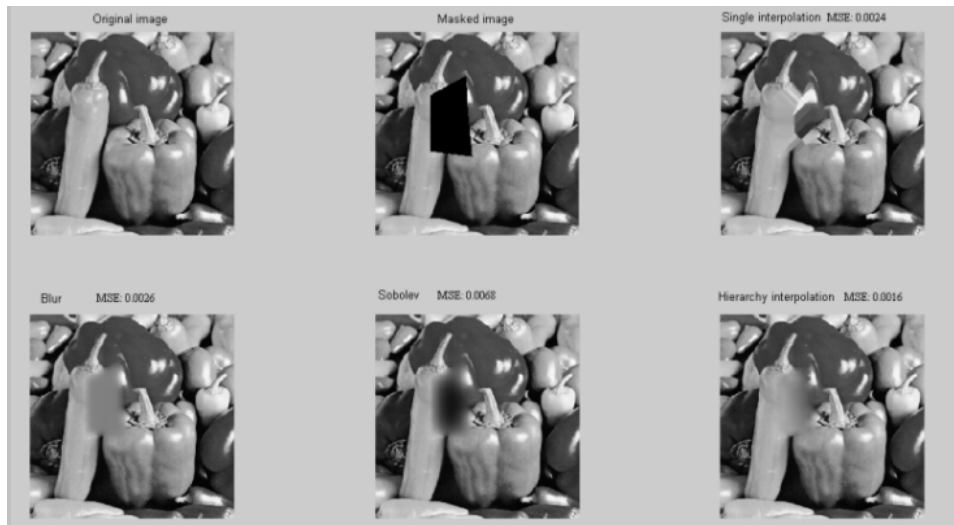 Original image
Masked image
Single interpolation MSE: 0.0024
Blur MSE: 0.0026
Sobolev MSE: 0.0068
Hierarchy interpolation MSE: 0.0016